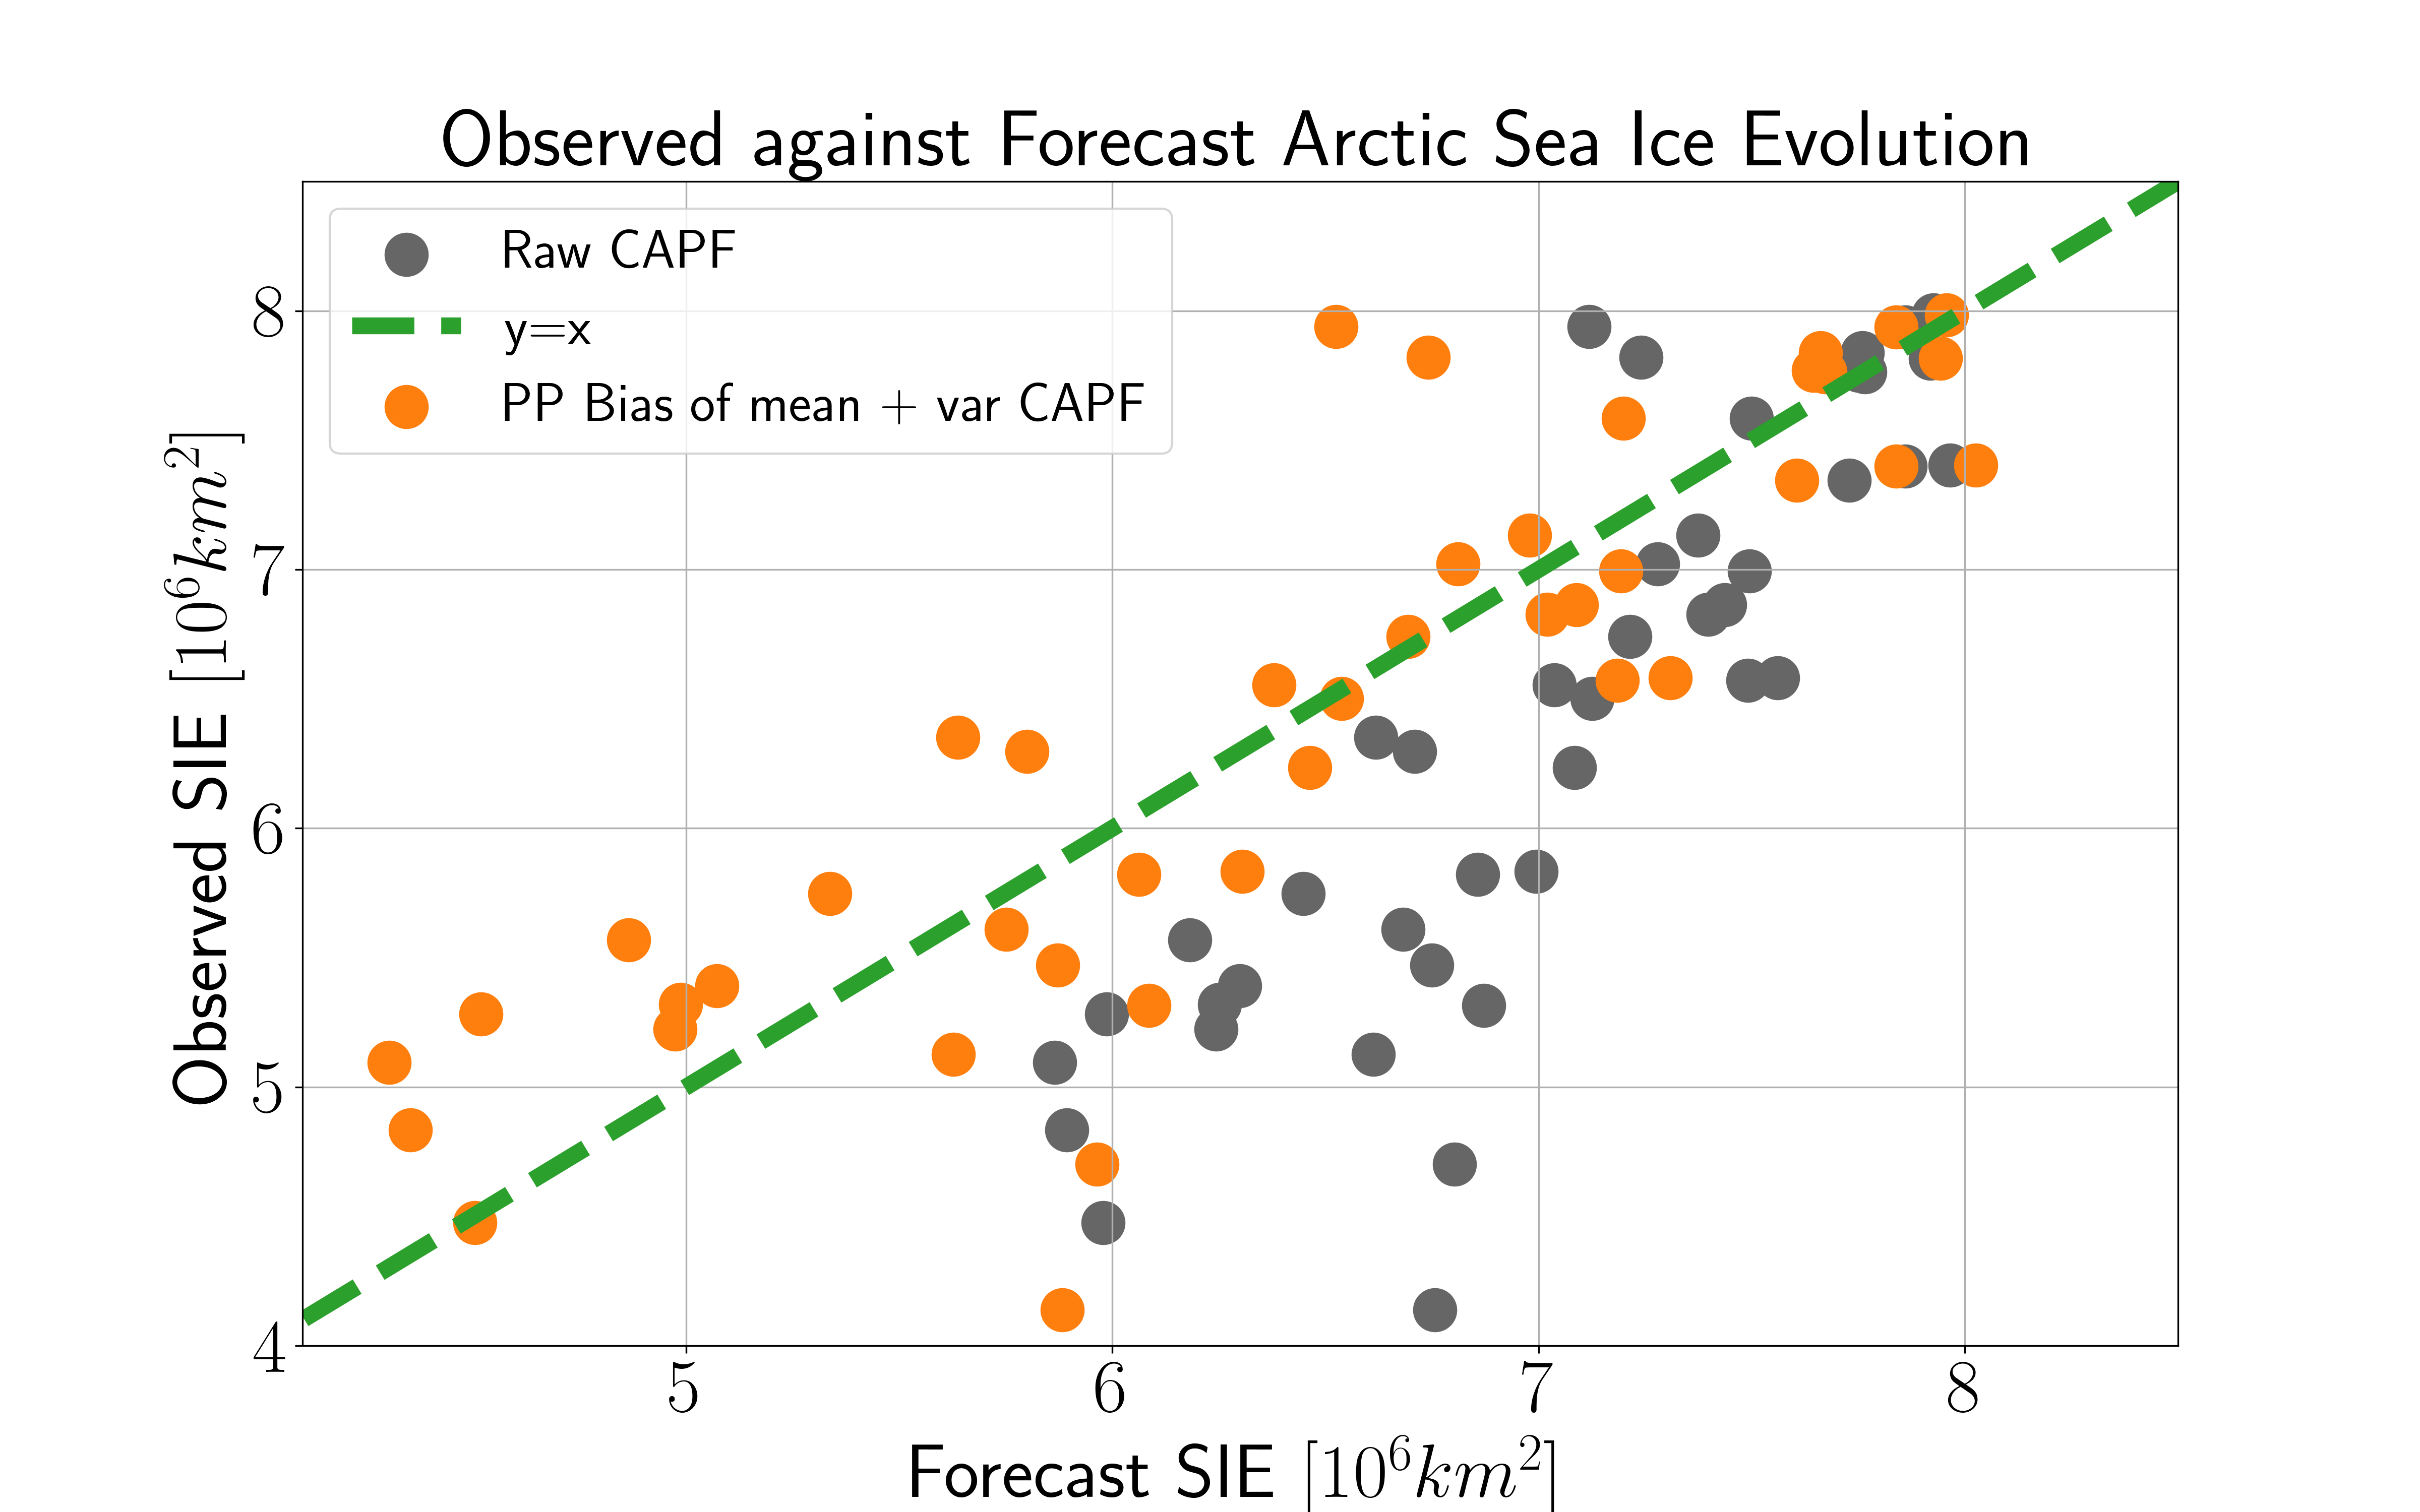 Observed against Forecast Arctic Sea Ice Evolution
Raw CAPF
y=x
PP Bias of mean + var CAPF
Observed SIE [10⁶km²]
8
7
6
5
4
5 6 7 8
Forecast SIE [10⁶km²]